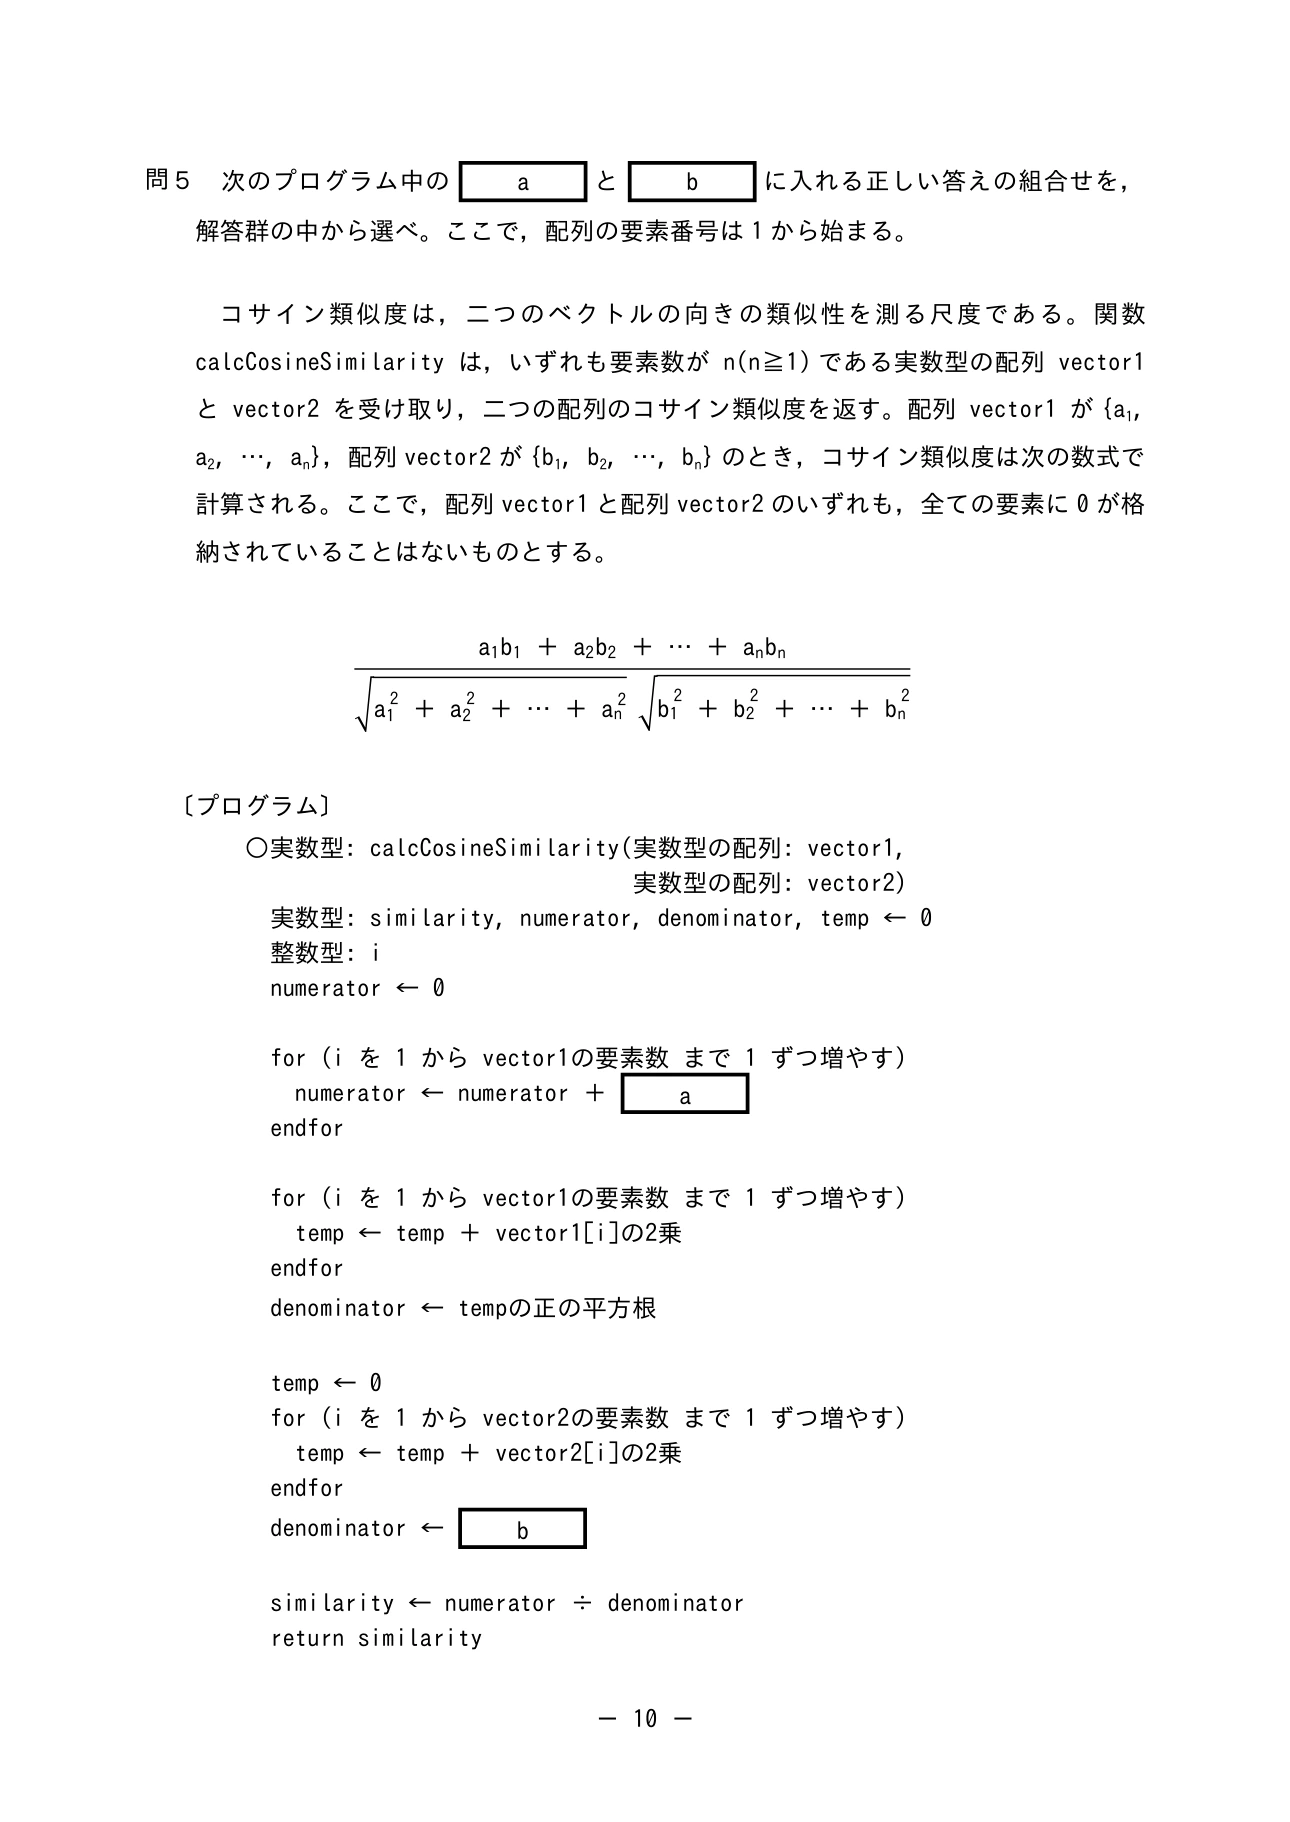 問5 次のプログラム中の a と b に入れる正しい答えの組合せを，
解答群の中から選べ。ここで，配列の要素番号は 1 から始まる。
コサイン類似度は，二つのベクトルの向きの類似性を測る尺度である。関数
calcCosineSimilarity は，いずれも要素数が n(n≧1) である実数型の配列 vector1
と vector2 を受け取り，二つの配列のコサイン類似度を返す。配列 vector1 が {a₁,
a₂, …, aₙ}，配列 vector2 が {b₁, b₂, …, bₙ} のとき，コサイン類似度は次の数式で
計算される。ここで，配列 vector1 と配列 vector2 のいずれも，全ての要素に 0 が格
納されていることはないものとする。
a₁b₁ + a₂b₂ + … + aₙbₙ
√a₁² + a₂² + … + aₙ² √b₁² + b₂² + … + bₙ²
〔プログラム〕
○実数型: calcCosineSimilarity(実数型の配列: vector1,
実数型の配列: vector2)
実数型: similarity, numerator, denominator, temp ← 0
整数型: i
numerator ← 0
for (i を 1 から vector1の要素数 まで 1 ずつ増やす)
numerator ← numerator + a
endfor
for (i を 1 から vector1の要素数 まで 1 ずつ増やす)
temp ← temp + vector1[i]の2乗
endfor
denominator ← tempの正の平方根
temp ← 0
for (i を 1 から vector2の要素数 まで 1 ずつ増やす)
temp ← temp + vector2[i]の2乗
endfor
denominator ← b
similarity ← numerator ÷ denominator
return similarity
－ 10 －